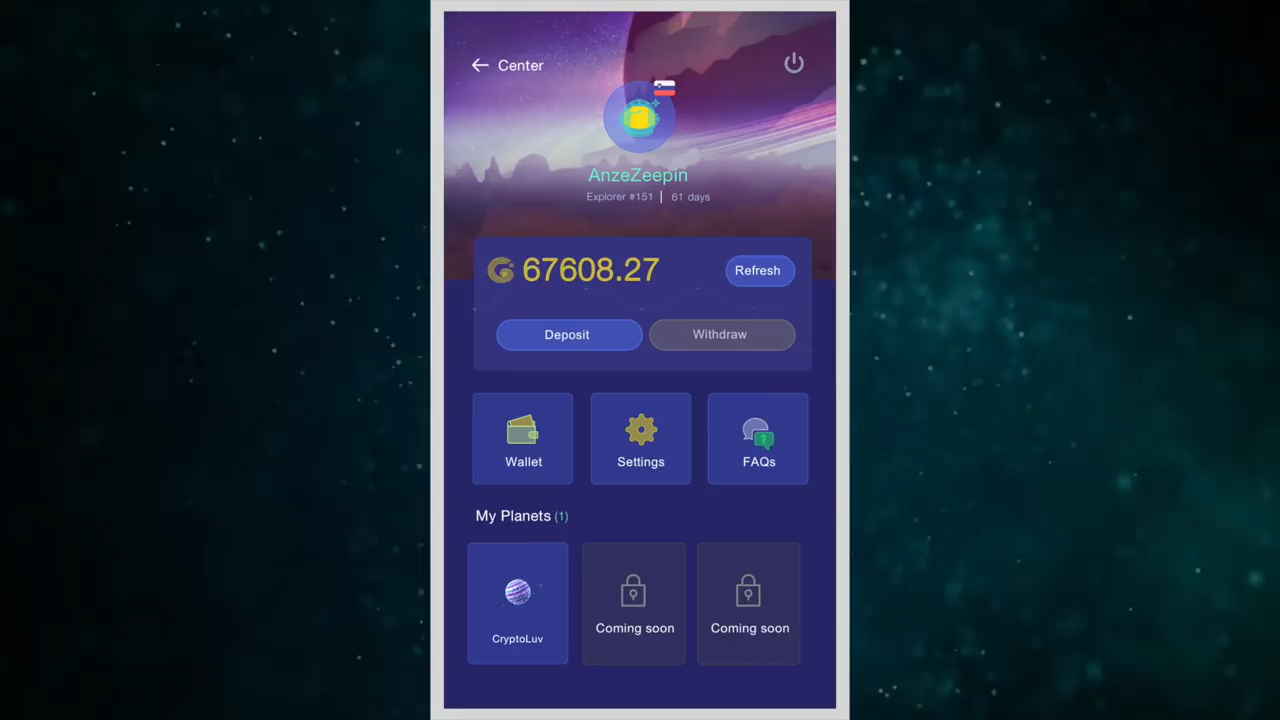 Center
AnzeZeepin
Explorer #151 | 61 days
67608.27
Refresh
Deposit
Withdraw
Wallet
Settings
FAQs
My Planets (1)
CryptoLuv
Coming soon
Coming soon